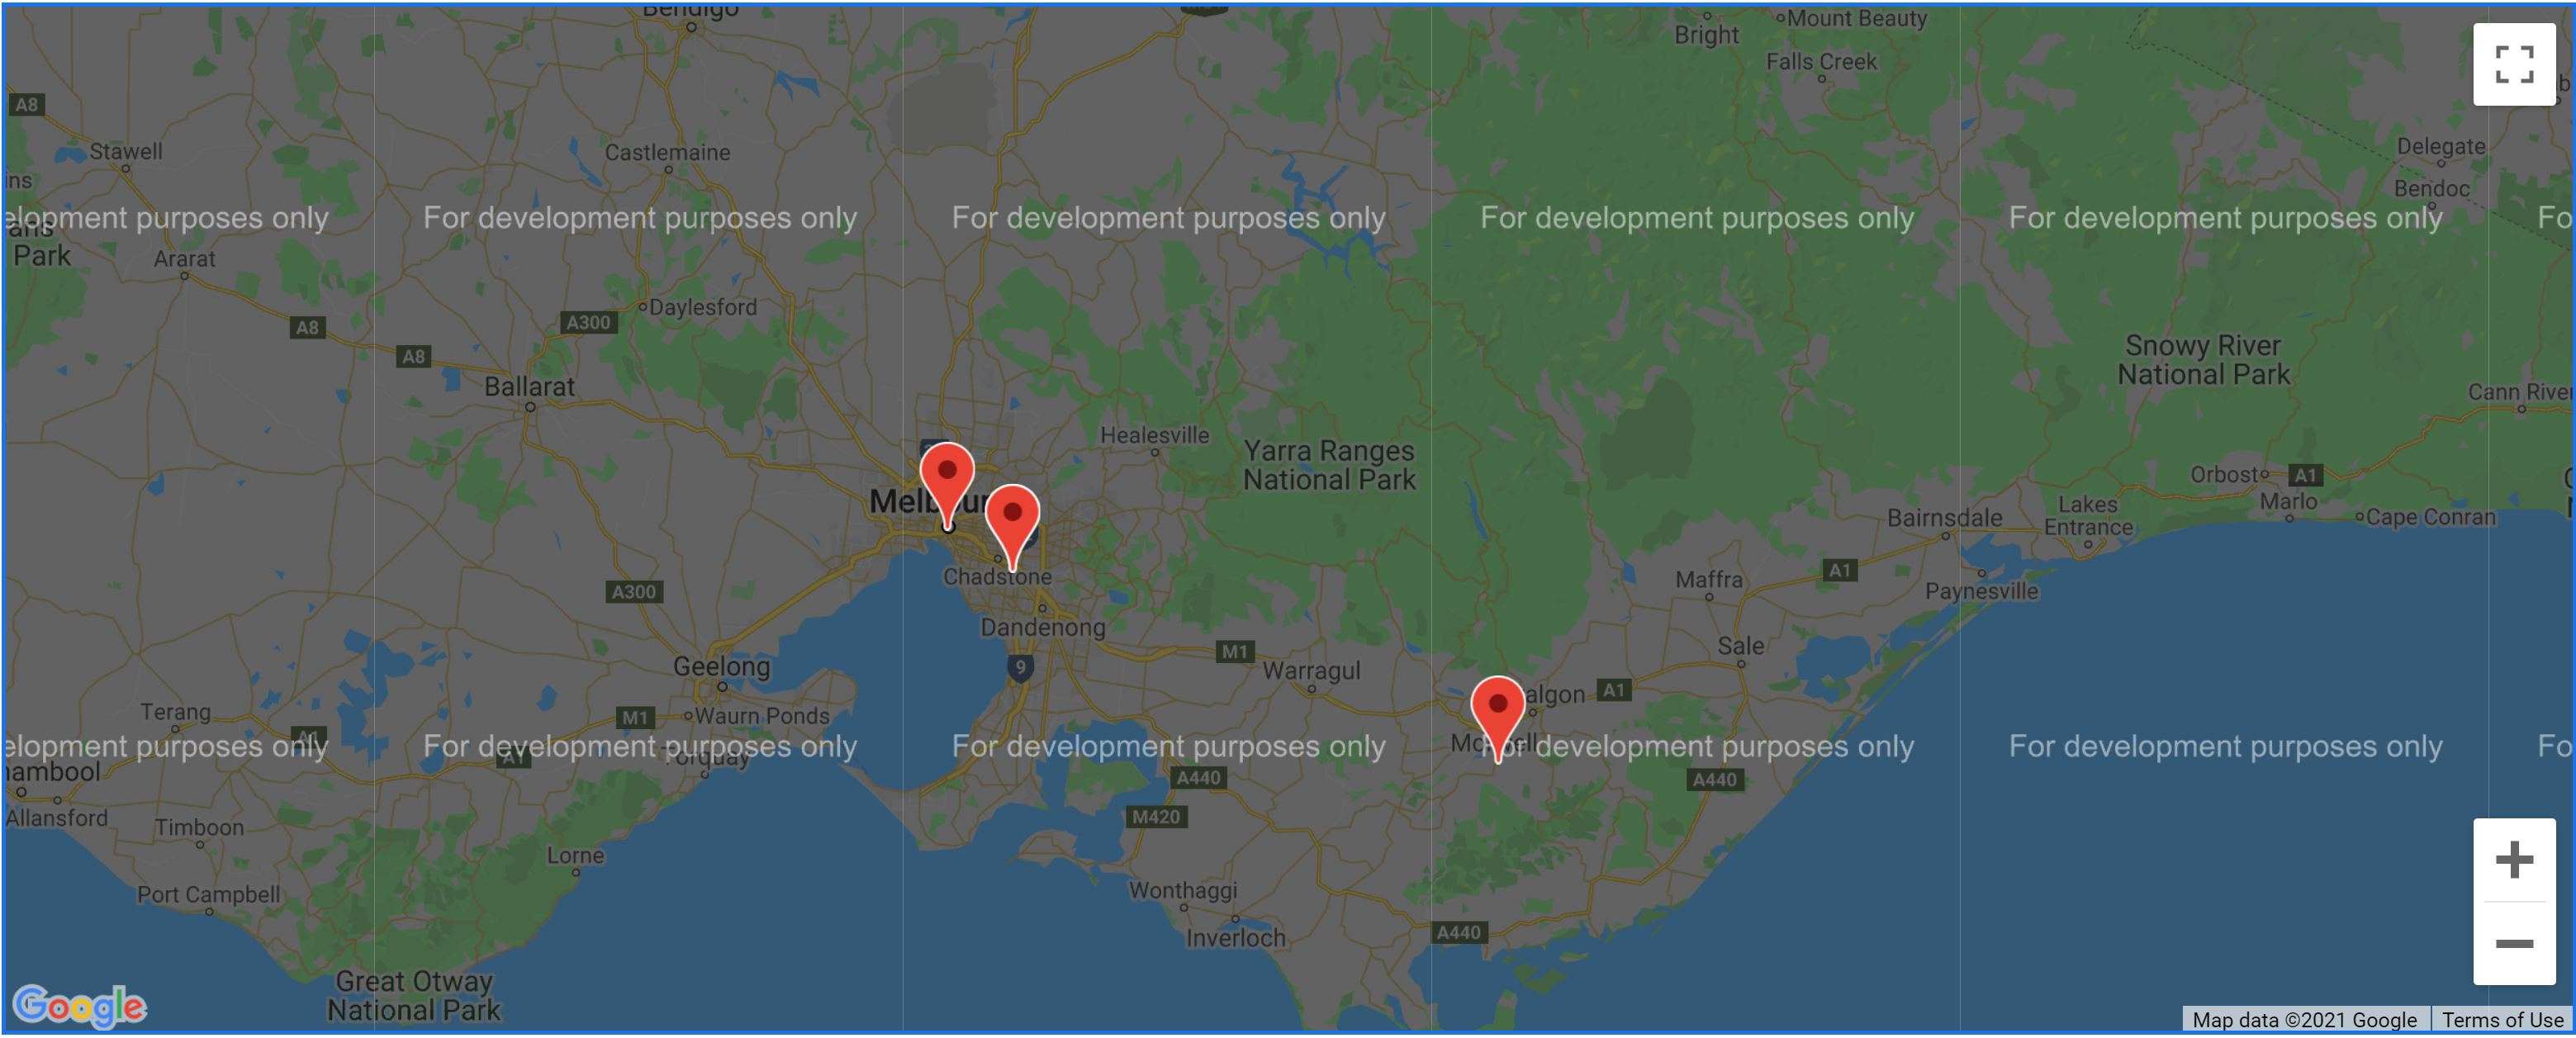 Bendigo
Mount Beauty
Bright
Falls Creek
A8
Stawell
Castlemaine
Delegate
Bendoc
elopment purposes only
For development purposes only
For development purposes only
For development purposes only
For development purposes only
Fo
Park
Ararat
A8
A300
Daylesford
A8
Ballarat
Snowy River
National Park
Cann River
Healesville
Yarra Ranges
National Park
Orbost
A1
Marlo
Cape Conran
Lakes
Entrance
Bairnsdale
Chadstone
Maffra
A1
Paynesville
A300
Dandenong
M1
Warragul
Sale
Geelong
9
algon
A1
Terang
M1
Waurn Ponds
A1
elopment purposes only
For development purposes only
For development purposes only
For development purposes only
For development purposes only
Fo
A1
Torquay
ambool
A440
A440
Allansford
Timboon
M420
Lorne
Port Campbell
Wonthaggi
Inverloch
A440
Great Otway
National Park
Google
Map data ©2021 Google
Terms of Use